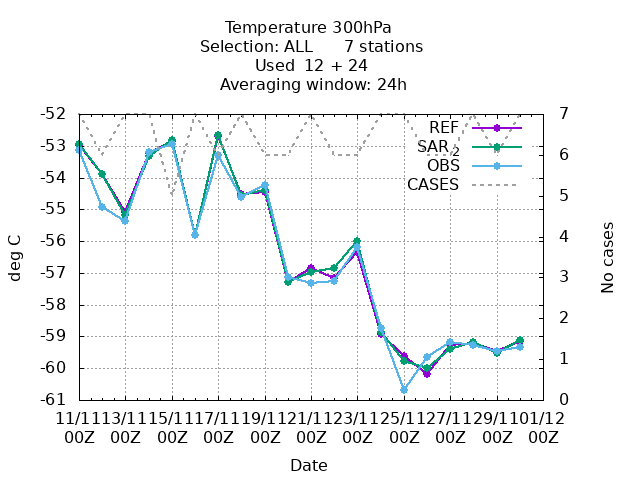 Temperature 300hPa
Selection: ALL 7 stations
Used 12 + 24
Averaging window: 24h
-52 7
REF
-53 SAR_2 6
OBS
-54 CASES
5
-55
-56 4
deg C No cases
-57 3
-58 2
-59
1
-60
-61 0
11/11 13/11 15/11 17/11 19/11 21/11 23/11 25/11 27/11 29/11 01/12
00Z 00Z 00Z 00Z 00Z 00Z 00Z 00Z 00Z 00Z 00Z
Date